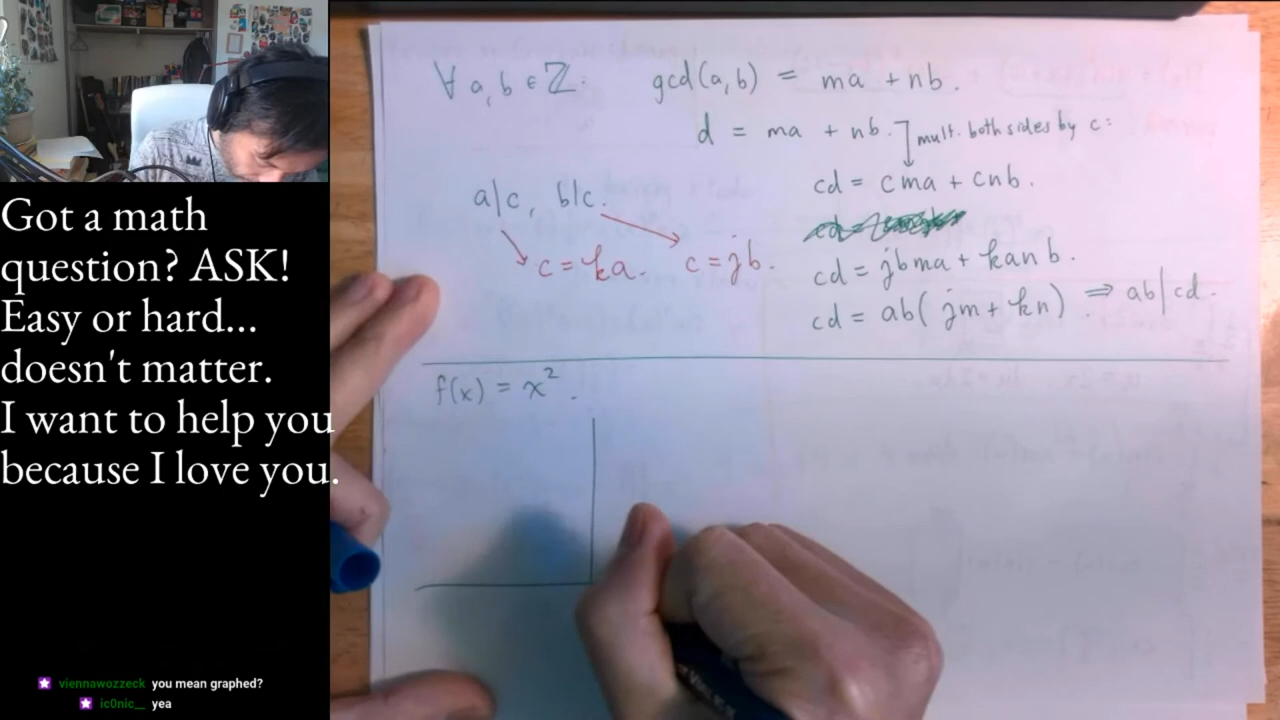 Got a math
question? ASK!
Easy or hard...
doesn't matter.
I want to help you
because I love you.
viennawozzeck you mean graphed?
ic0nic__ yea
∀ a, b ∈ ℤ: gcd(a,b) = ma + nb.
d = ma + nb. mult. both sides by c:
cd = cma + cnb.
a|c, b|c.
c = ka. c = jb.
cd = jbma + kanb.
cd = ab(jm + kn) ⇒ ab|cd.
f(x) = x².